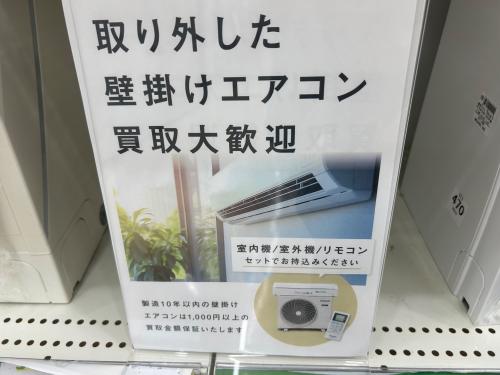 取り外した
壁掛けエアコン
買取大歓迎
室内機/室外機/リモコン
セットでお持込みください
製造10年以内の壁掛け
エアコンは1,000円以上の
買取金額保証いたします
470